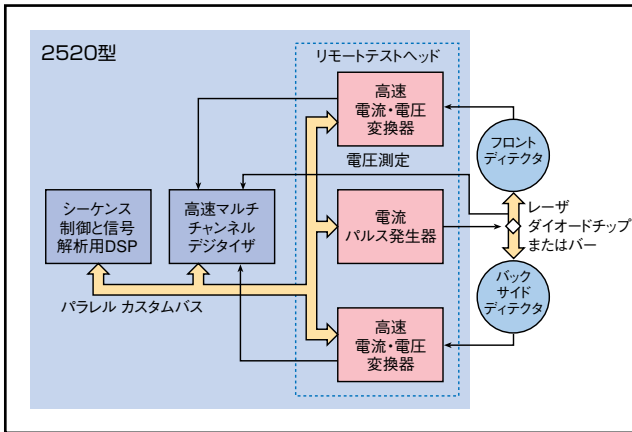 2520型
リモートテストヘッド
高速
電流・電圧
変換器
フロント
ディテクタ
電圧測定
シーケンス
制御と信号
解析用DSP
高速マルチ
チャンネル
デジタイザ
電流
パルス発生器
レーザ
ダイオードチップ
またはバー
パラレル カスタムバス
高速
電流・電圧
変換器
バック
サイド
ディテクタ